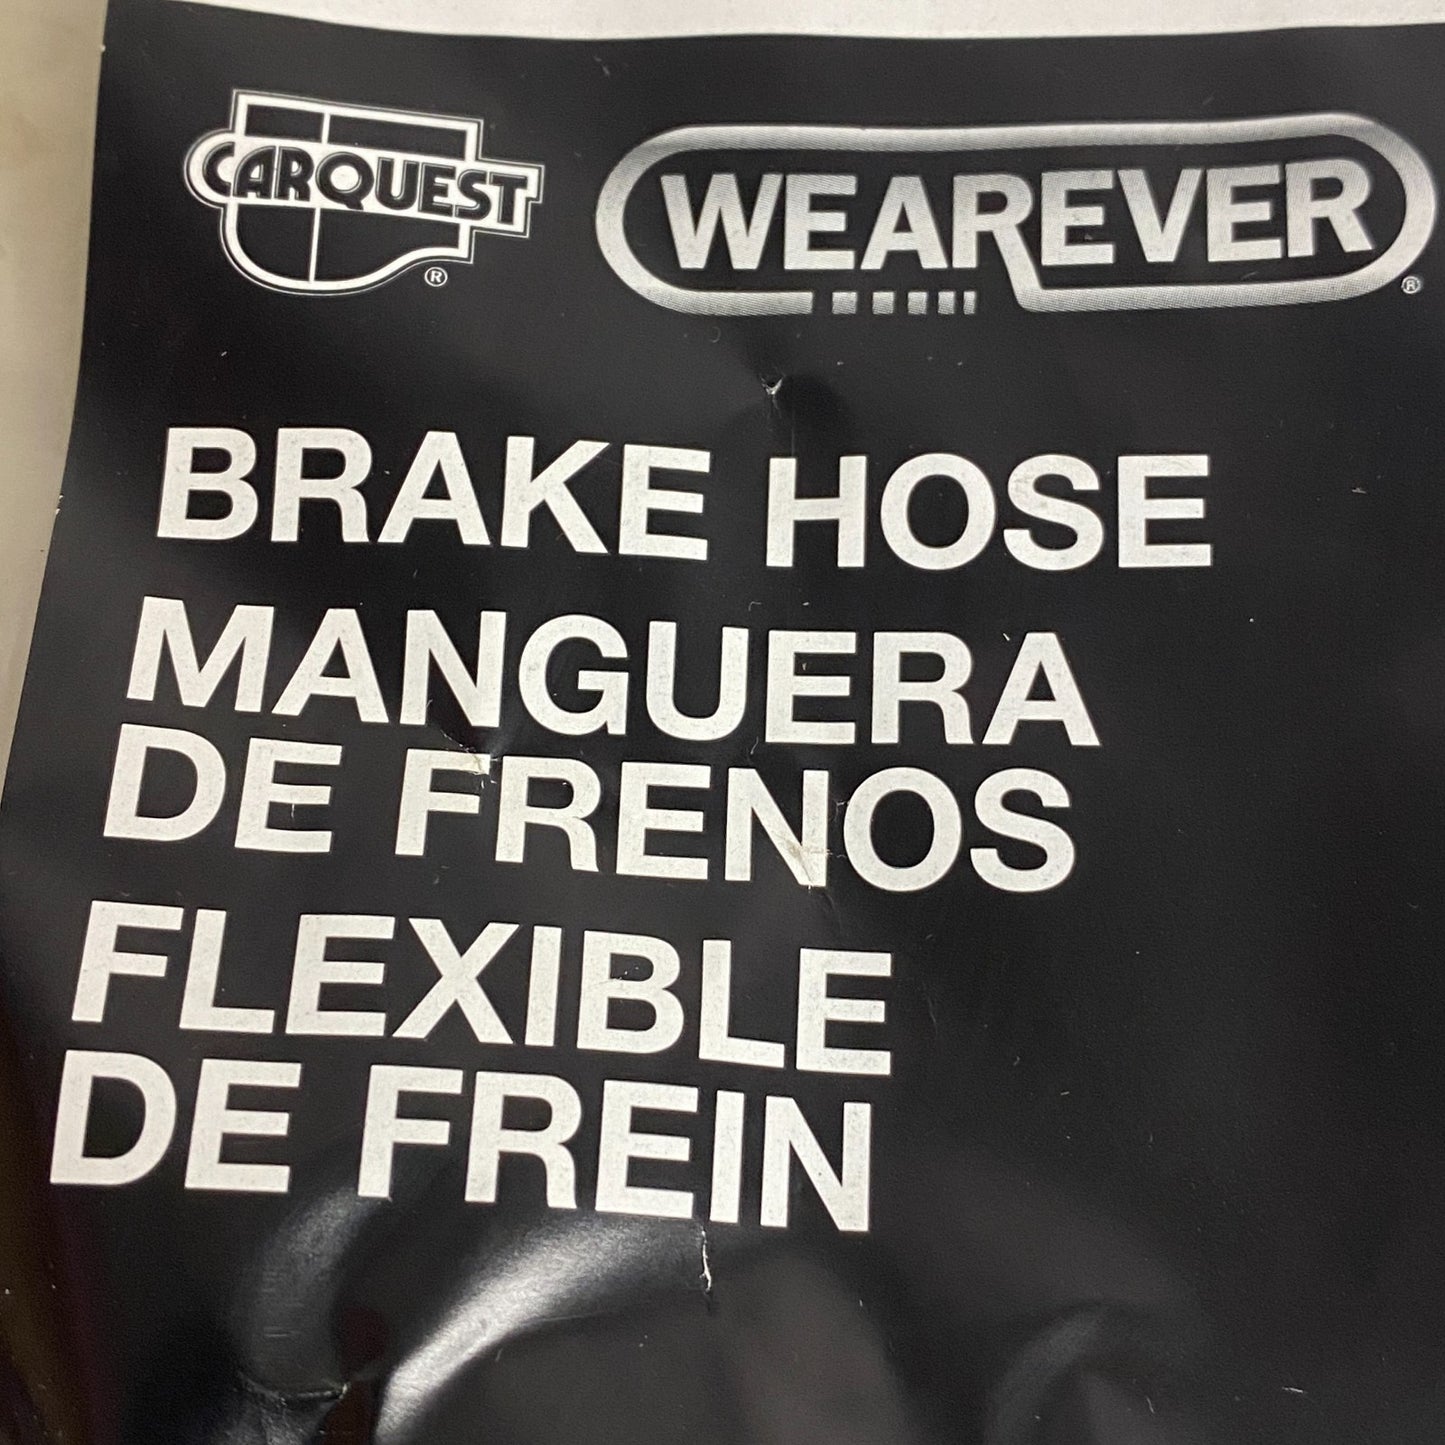 CARQUEST ®
WEAREVER ®
BRAKE HOSE
MANGUERA
DE FRENOS
FLEXIBLE
DE FREIN